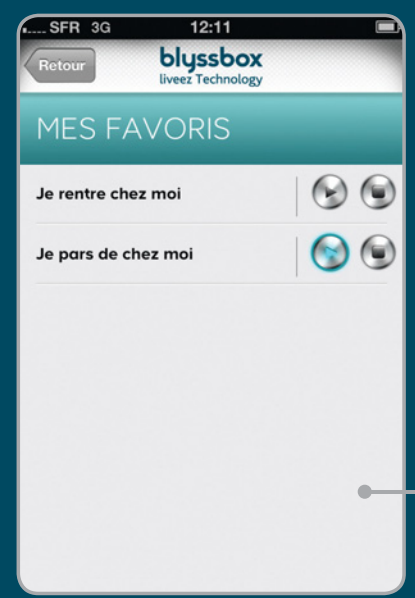 SFR 3G 12:11
Retour
blyssbox
liveez Technology
MES FAVORIS
Je rentre chez moi
Je pars de chez moi